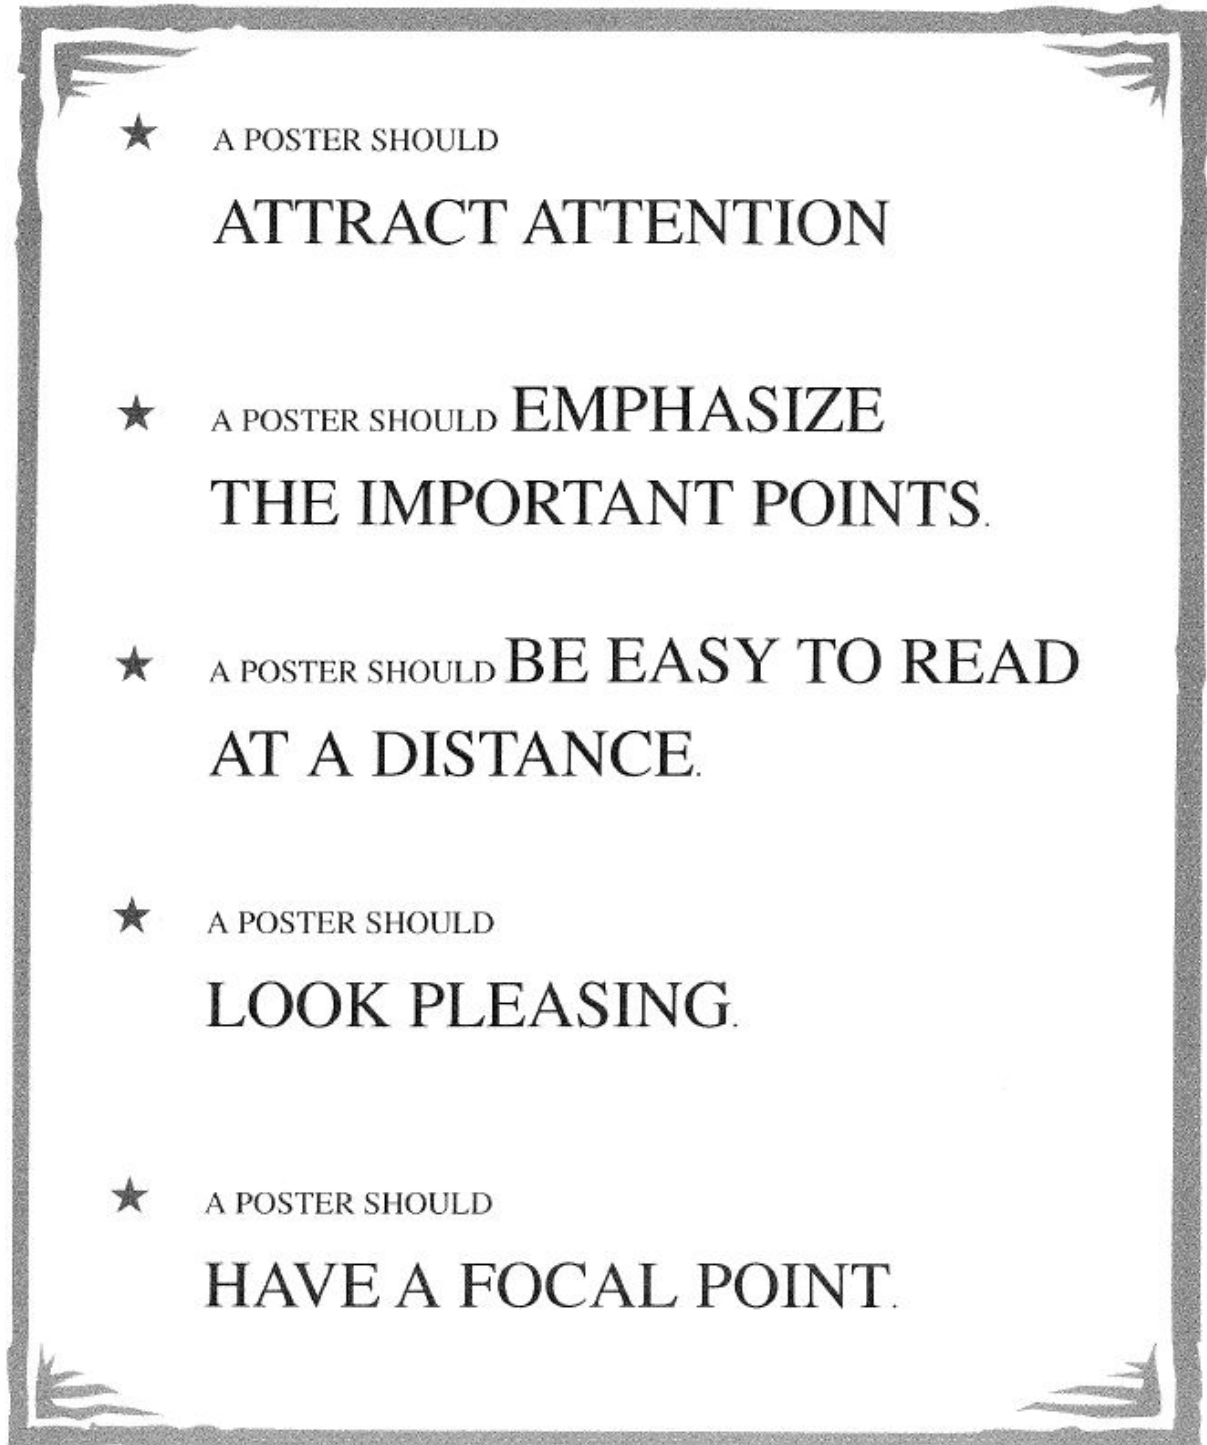 A POSTER SHOULD
ATTRACT ATTENTION
A POSTER SHOULD EMPHASIZE
THE IMPORTANT POINTS.
A POSTER SHOULD BE EASY TO READ
AT A DISTANCE.
A POSTER SHOULD
LOOK PLEASING.
A POSTER SHOULD
HAVE A FOCAL POINT.